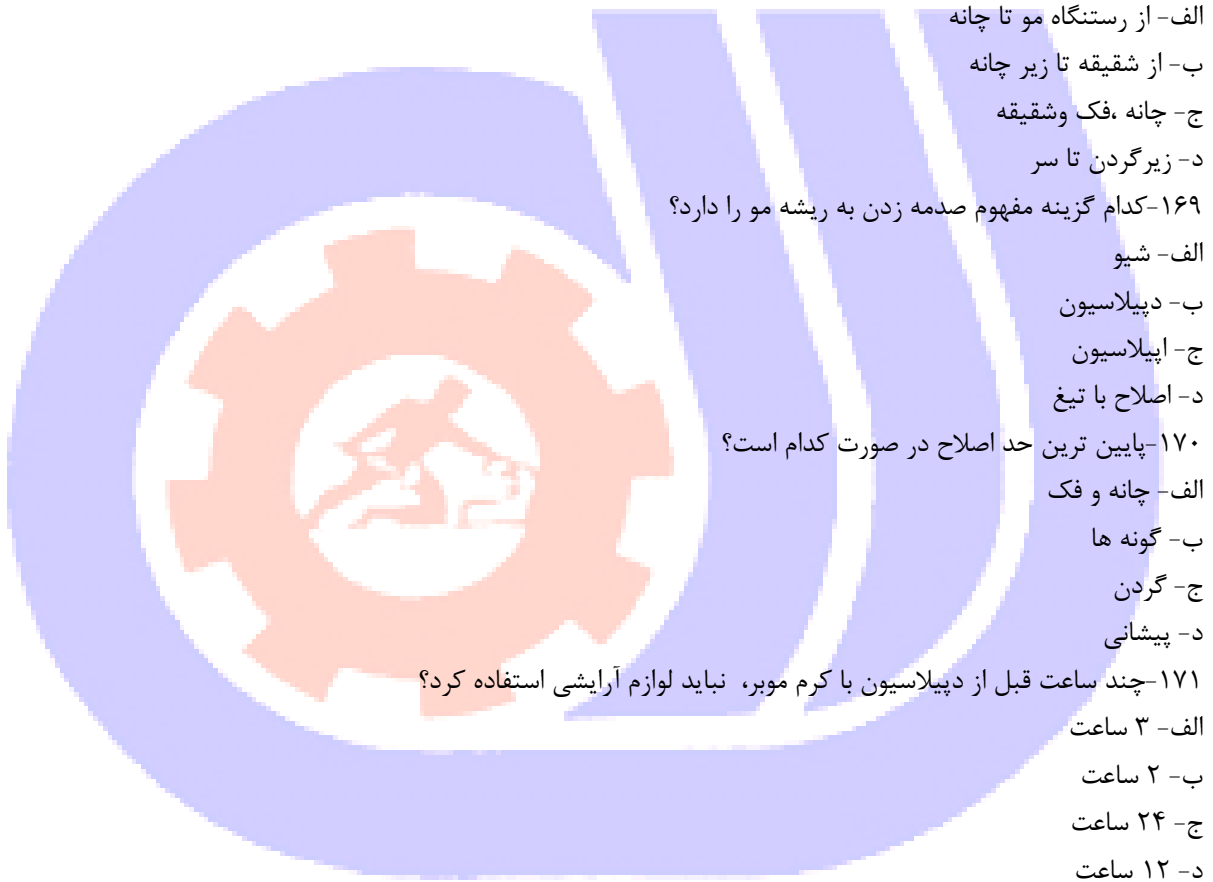 الف- از رستنگاه مو تا چانه
ب- از شقیقه تا زیر چانه
ج- چانه ،فک وشقیقه
د- زیرگردن تا سر
۱۶۹-کدام گزینه مفهوم صدمه زدن به ریشه مو را دارد؟
الف- شیو
ب- دپیلاسیون
ج- اپیلاسیون
د- اصلاح با تیغ
۱۷۰-پایین ترین حد اصلاح در صورت کدام است؟
الف- چانه و فک
ب- گونه ها
ج- گردن
د- پیشانی
۱۷۱-چند ساعت قبل از دپیلاسیون با کرم موبر، نباید لوازم آرایشی استفاده کرد؟
الف- ۳ ساعت
ب- ۲ ساعت
ج- ۲۴ ساعت
د- ۱۲ ساعت